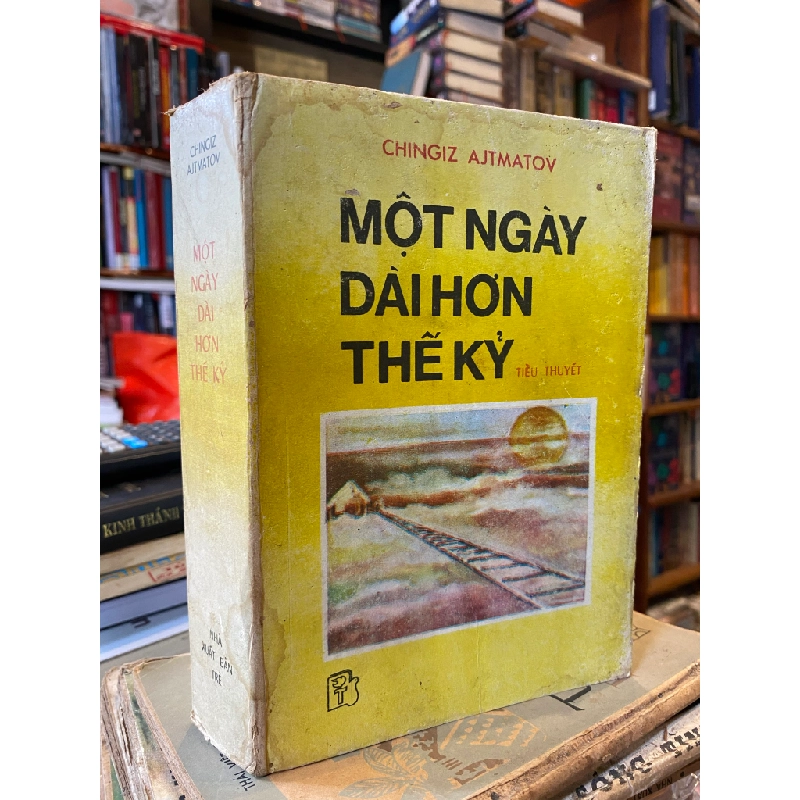 CHINGIZ AJTMATOV
MỘT NGÀY
DÀI HƠN
THẾ KỶ
TIỂU THUYẾT
CHINGIZ
AJTMATOV
MỘT
NGÀY
DÀI
HƠN
THẾ KỶ
NHÀ
XUẤT BẢN
TRẺ
KINH THÁNH